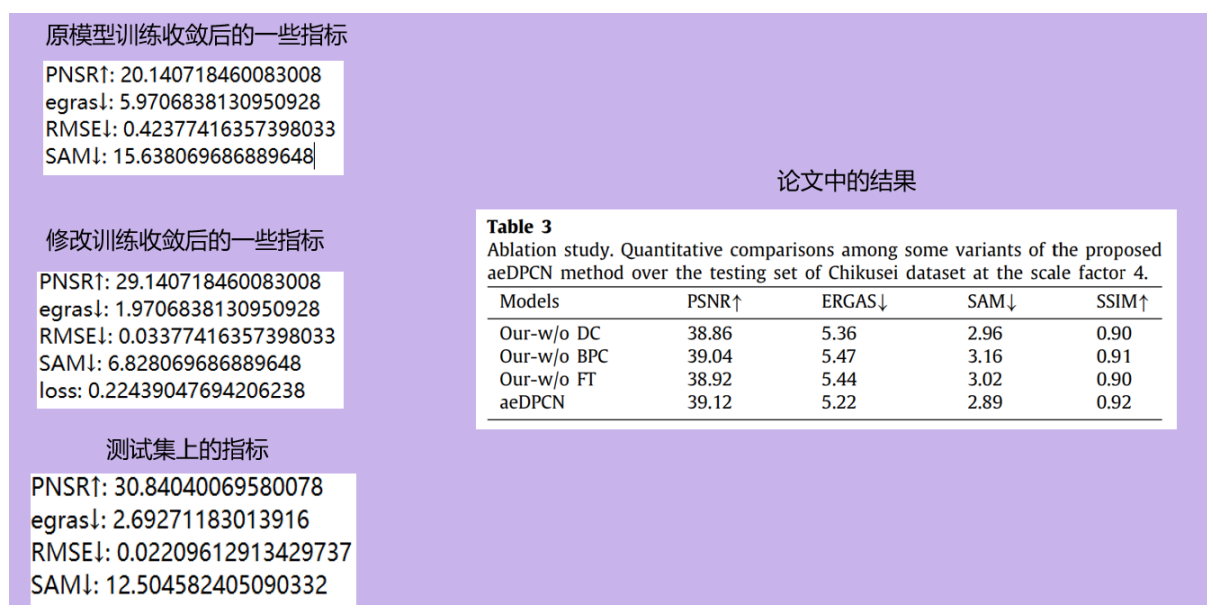 原模型训练收敛后的一些指标
PNSR↑: 20.140718460083008
egras↓: 5.9706838130950928
RMSE↓: 0.42377416357398033
SAM↓: 15.638069686889648
修改训练收敛后的一些指标
PNSR↑: 29.140718460083008
egras↓: 1.9706838130950928
RMSE↓: 0.03377416357398033
SAM↓: 6.828069686889648
loss: 0.22439047694206238
测试集上的指标
PNSR↑: 30.84040069580078
egras↓: 2.69271183013916
RMSE↓: 0.02209612913429737
SAM↓: 12.504582405090332
论文中的结果
Table 3
Ablation study. Quantitative comparisons among some variants of the proposed
aeDPCN method over the testing set of Chikusei dataset at the scale factor 4.
Models PSNR↑ ERGAS↓ SAM↓ SSIM↑
Our-w/o DC 38.86 5.36 2.96 0.90
Our-w/o BPC 39.04 5.47 3.16 0.91
Our-w/o FT 38.92 5.44 3.02 0.90
aeDPCN 39.12 5.22 2.89 0.92